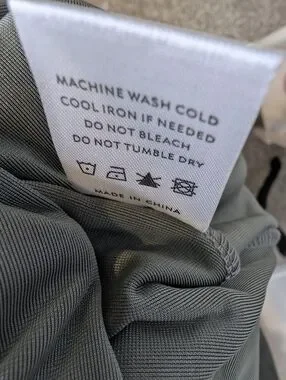 MACHINE WASH COLD
COOL IRON IF NEEDED
DO NOT BLEACH
DO NOT TUMBLE DRY
MADE IN CHINA